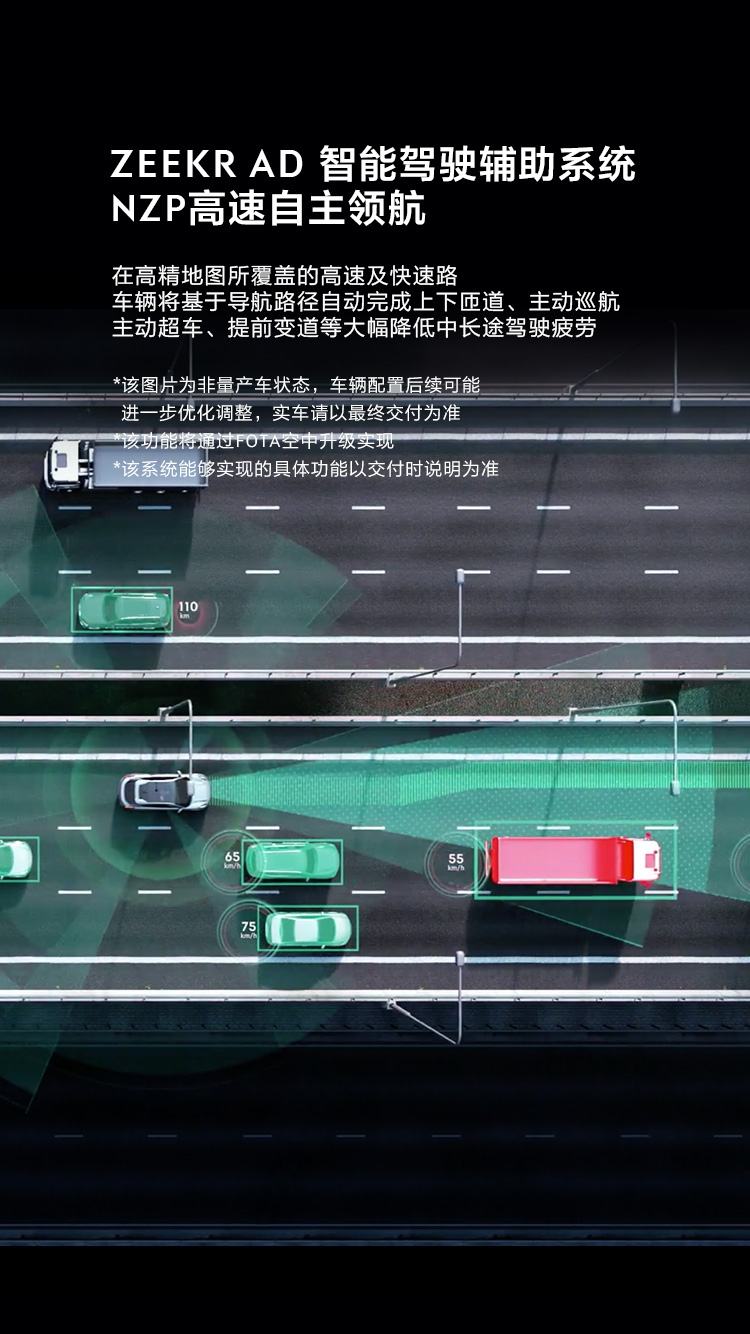 ZEEKR AD 智能驾驶辅助系统
NZP高速自主领航
在高精地图所覆盖的高速及快速路
车辆将基于导航路径自动完成上下匝道、主动巡航
主动超车、提前变道等大幅降低中长途驾驶疲劳
*该图片为非量产车状态，车辆配置后续可能
进一步优化调整，实车请以最终交付为准
*该功能将通过FOTA空中升级实现
*该系统能够实现的具体功能以交付时说明为准
110
km
65
km/h
55
km/h
75
km/h